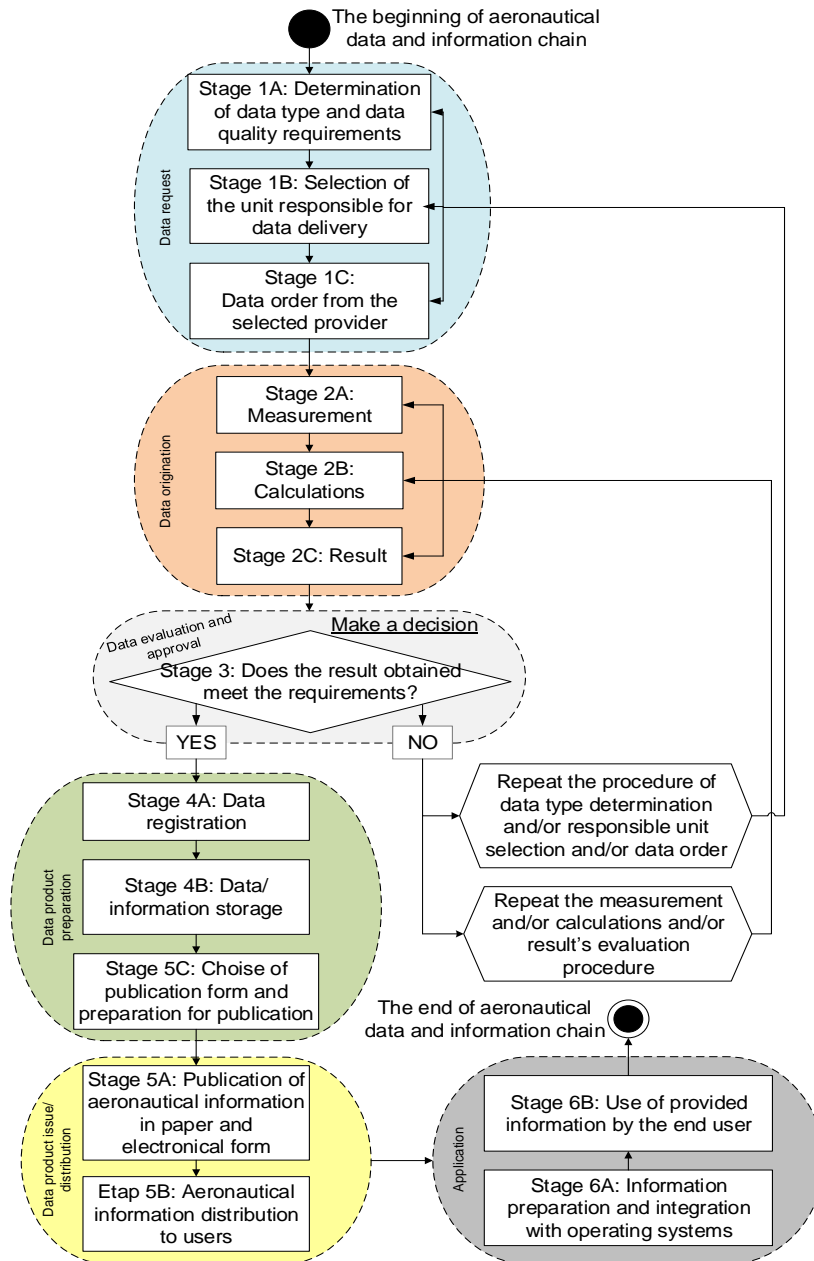 The beginning of aeronautical
data and information chain
Data request
Stage 1A: Determination
of data type and data
quality requirements
Stage 1B: Selection of
the unit responsible for
data delivery
Stage 1C:
Data order from the
selected provider
Data origination
Stage 2A:
Measurement
Stage 2B:
Calculations
Stage 2C: Result
Data evaluation and
approval
Make a decision
Stage 3: Does the result obtained
meet the requirements?
YES
NO
Repeat the procedure of
data type determination
and/or responsible unit
selection and/or data order
Repeat the measurement
and/or calculations and/or
result’s evaluation
procedure
Data product
preparation
Stage 4A: Data
registration
Stage 4B: Data/
information storage
Stage 5C: Choise of
publication form and
preparation for publication
Data product issue/
distribution
Stage 5A: Publication of
aeronautical information
in paper and
electronical form
Etap 5B: Aeronautical
information distribution
to users
The end of aeronautical
data and information chain
Application
Stage 6B: Use of provided
information by the end
user
Stage 6A: Information
preparation and integration
with operating systems